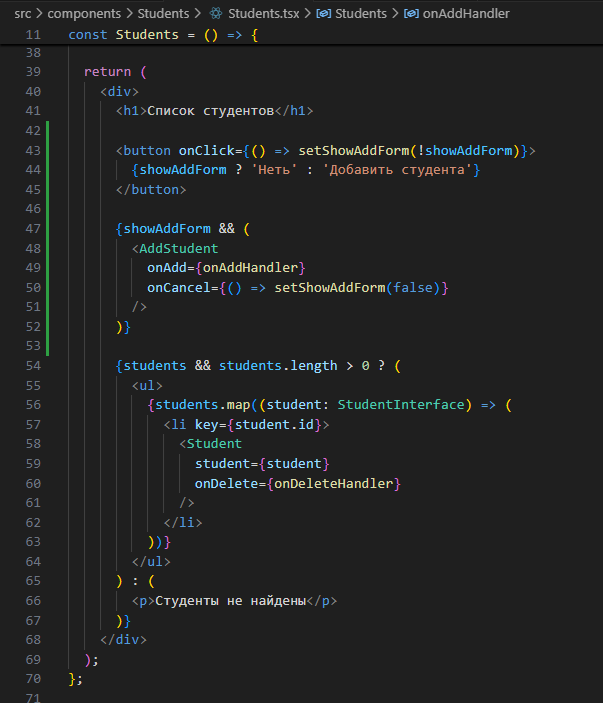 src > components > Students > Students.tsx > Students > onAddHandler
11 const Students = () => {
38
39 return (
40 <div>
41 <h1>Список студентов</h1>
42
43 <button onClick={() => setShowAddForm(!showAddForm)}>
44 {showAddForm ? 'Неть' : 'Добавить студента'}
45 </button>
46
47 {showAddForm && (
48 <AddStudent
49 onAdd={onAddHandler}
50 onCancel={() => setShowAddForm(false)}
51 />
52 )}
53
54 {students && students.length > 0 ? (
55 <ul>
56 {students.map((student: StudentInterface) => (
57 <li key={student.id}>
58 <Student
59 student={student}
60 onDelete={onDeleteHandler}
61 />
62 </li>
63 ))}
64 </ul>
65 ) : (
66 <p>Студенты не найдены</p>
67 )}
68 </div>
69 );
70 };
71